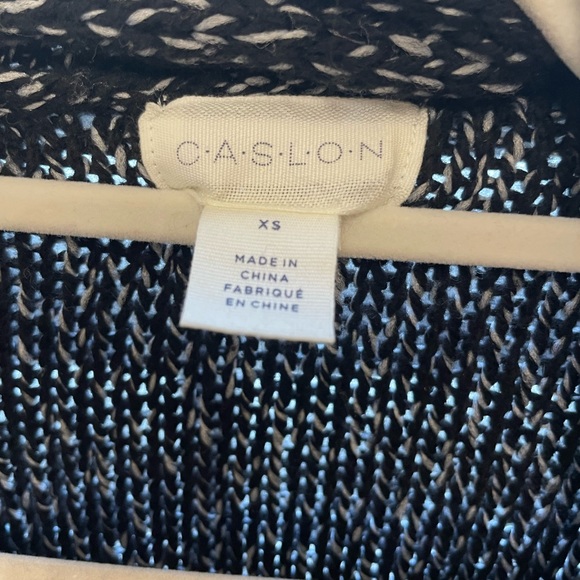 C·A·S·L·O·N
XS
MADE IN
CHINA
FABRIQUÉ
EN CHINE